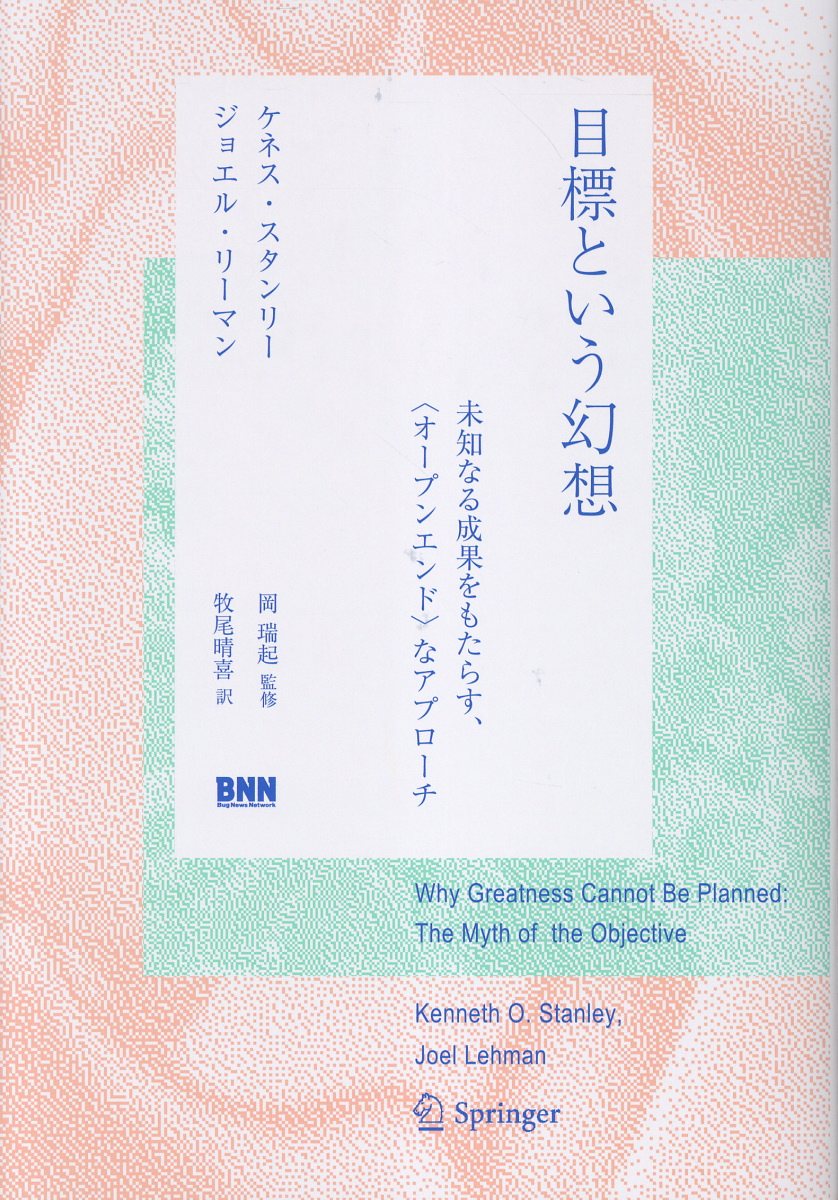 目標という幻想
未知なる成果をもたらす、
〈オープンエンド〉なアプローチ
ケネス・スタンリー
ジョエル・リーマン
岡 瑞起 監修
牧尾晴喜 訳
BNN
Bug News Network
Why Greatness Cannot Be Planned:
The Myth of the Objective
Kenneth O. Stanley,
Joel Lehman
Springer